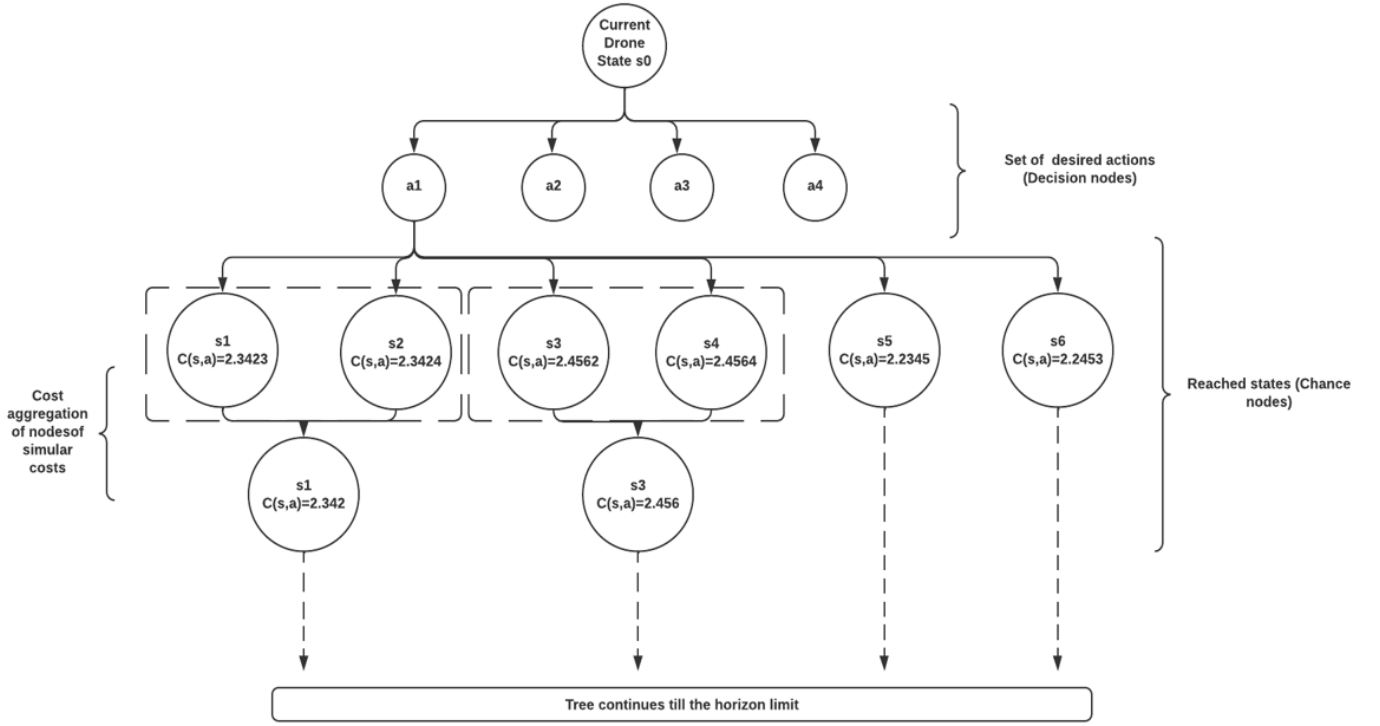 Current
Drone
State s0
a1
a2
a3
a4
Set of desired actions
(Decision nodes)
s1
C(s,a)=2.3423
s2
C(s,a)=2.3424
s3
C(s,a)=2.4562
s4
C(s,a)=2.4564
s5
C(s,a)=2.2345
s6
C(s,a)=2.2453
Reached states (Chance
nodes)
Cost
aggregation
of nodesof
simular
costs
s1
C(s,a)=2.342
s3
C(s,a)=2.456
Tree continues till the horizon limit